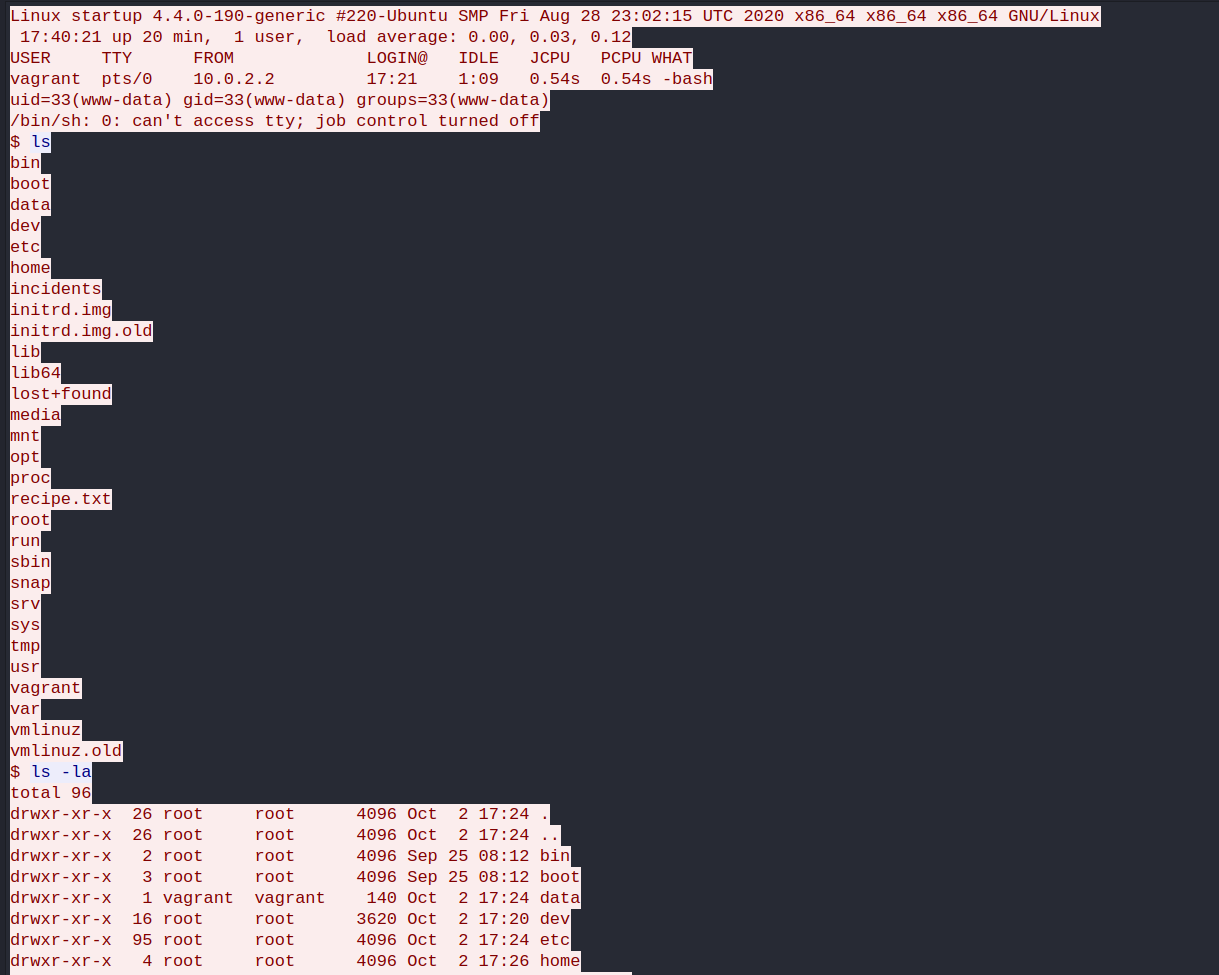 Linux startup 4.4.0-190-generic #220-Ubuntu SMP Fri Aug 28 23:02:15 UTC 2020 x86_64 x86_64 x86_64 GNU/Linux
 17:40:21 up 20 min,  1 user,  load average: 0.00, 0.03, 0.12
USER     TTY      FROM             LOGIN@   IDLE   JCPU   PCPU WHAT
vagrant  pts/0    10.0.2.2         17:21    1:09   0.54s  0.54s -bash
uid=33(www-data) gid=33(www-data) groups=33(www-data)
/bin/sh: 0: can't access tty; job control turned off
$ ls
bin
boot
data
dev
etc
home
incidents
initrd.img
initrd.img.old
lib
lib64
lost+found
media
mnt
opt
proc
recipe.txt
root
run
sbin
snap
srv
sys
tmp
usr
vagrant
var
vmlinuz
vmlinuz.old
$ ls -la
total 96
drwxr-xr-x  26 root     root      4096 Oct  2 17:24 .
drwxr-xr-x  26 root     root      4096 Oct  2 17:24 ..
drwxr-xr-x   2 root     root      4096 Sep 25 08:12 bin
drwxr-xr-x   3 root     root      4096 Sep 25 08:12 boot
drwxr-xr-x   1 vagrant  vagrant    140 Oct  2 17:24 data
drwxr-xr-x  16 root     root      3620 Oct  2 17:20 dev
drwxr-xr-x  95 root     root      4096 Oct  2 17:24 etc
drwxr-xr-x   4 root     root      4096 Oct  2 17:26 home